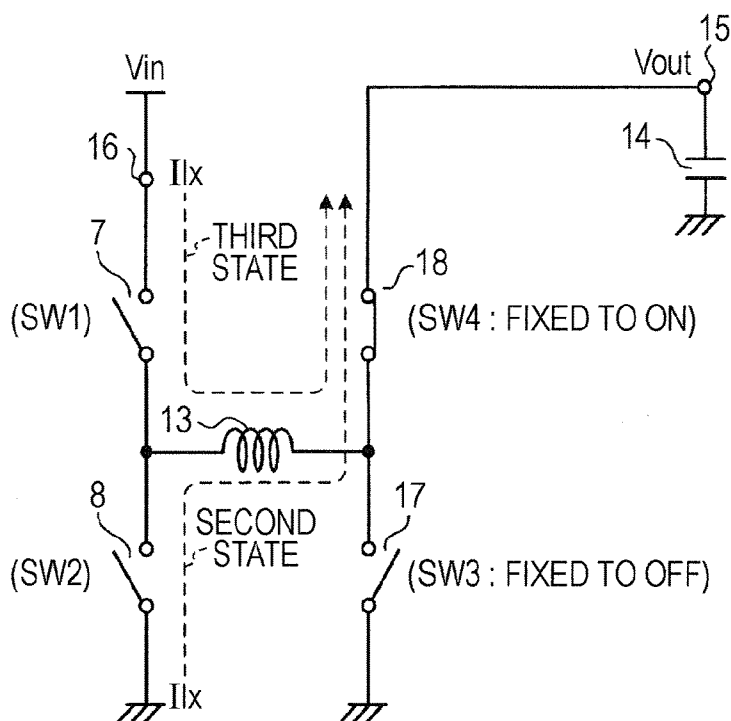 15
Vin
Vout
14
16
Ilx
7
THIRD
STATE
18
(SW1)
(SW4 : FIXED TO ON)
13
8
SECOND
STATE
17
(SW2)
(SW3 : FIXED TO OFF)
Ilx